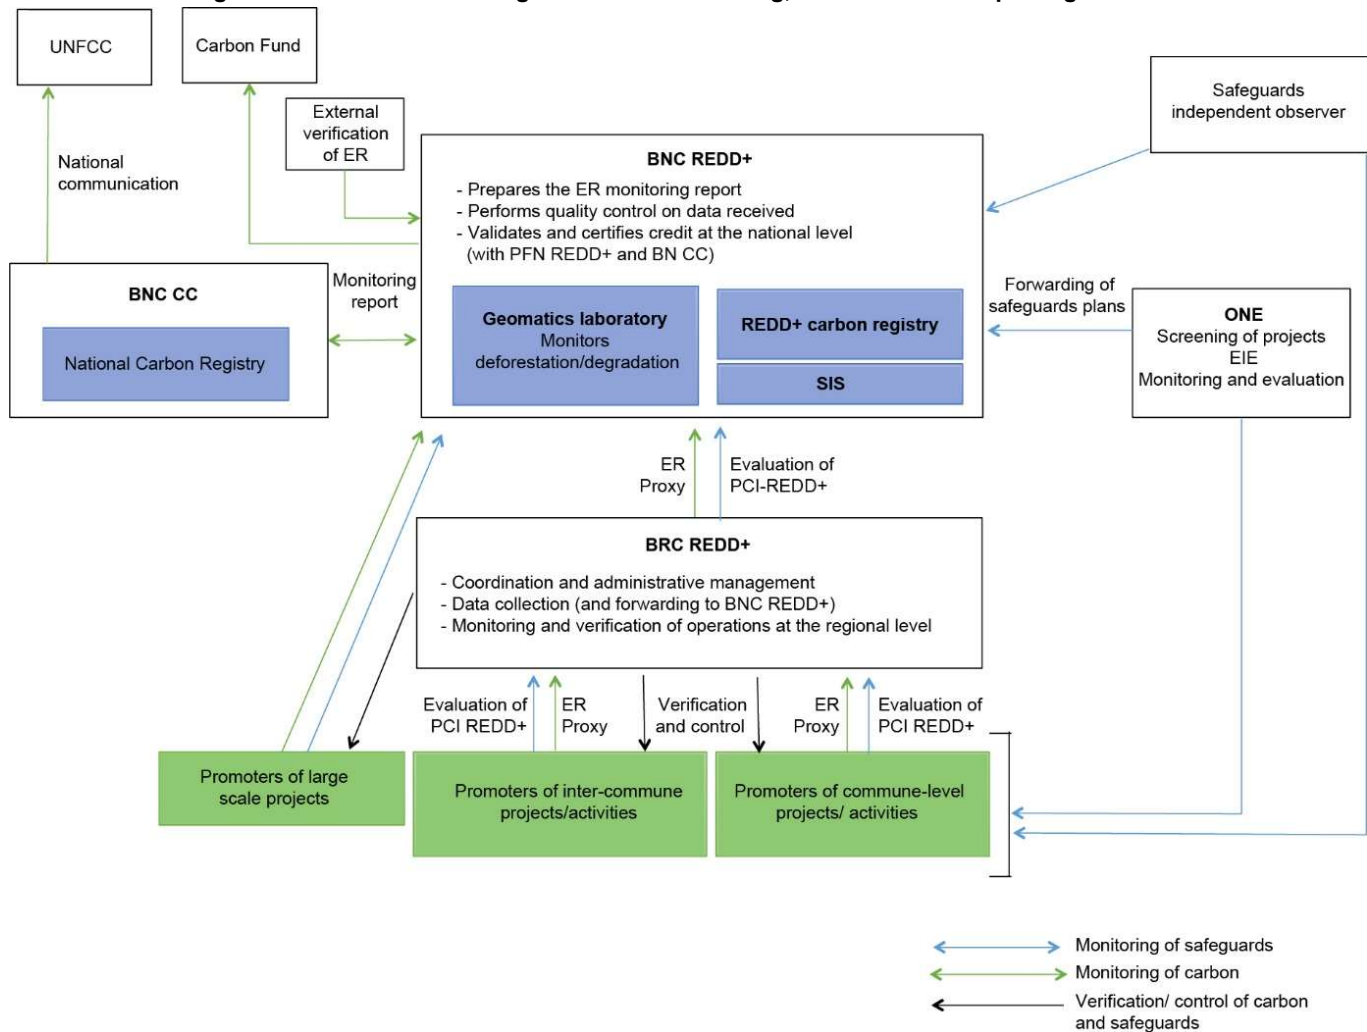 UNFCC
Carbon Fund
External
verification
of ER
Safeguards
independent observer
National
communication
BNC REDD+
- Prepares the ER monitoring report
- Performs quality control on data received
- Validates and certifies credit at the national level
(with PFN REDD+ and BN CC)
BNC CC
National Carbon Registry
Monitoring
report
Geomatics laboratory
Monitors
deforestation/degradation
REDD+ carbon registry
SIS
Forwarding of
safeguards plans
ONE
Screening of projects
EIE
Monitoring and evaluation
ER
Proxy
Evaluation of
PCI-REDD+
BRC REDD+
- Coordination and administrative management
- Data collection (and forwarding to BNC REDD+)
- Monitoring and verification of operations at the regional level
Evaluation of
PCI REDD+
ER
Proxy
Verification
and control
ER
Proxy
Evaluation of
PCI REDD+
Promoters of large
scale projects
Promoters of inter-commune
projects/activities
Promoters of commune-level
projects/ activities
Monitoring of safeguards
Monitoring of carbon
Verification/ control of carbon
and safeguards